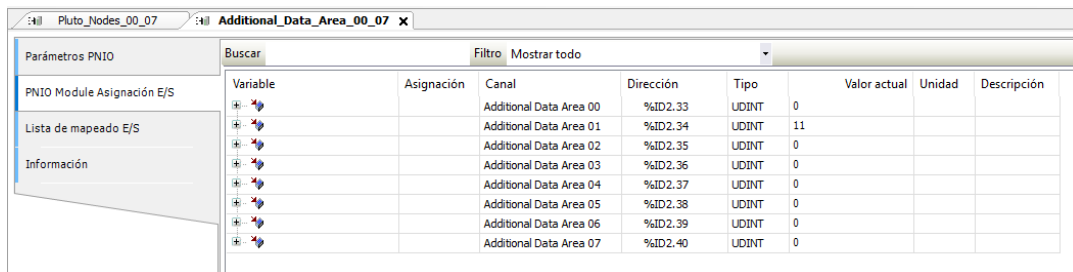 Pluto_Nodes_00_07 Additional_Data_Area_00_07 x
Parámetros PNIO
PNIO Module Asignación E/S
Lista de mapeado E/S
Información
Buscar Filtro Mostrar todo
Variable Asignación Canal Dirección Tipo Valor actual Unidad Descripción
Additional Data Area 00 %ID2.33 UDINT 0
Additional Data Area 01 %ID2.34 UDINT 11
Additional Data Area 02 %ID2.35 UDINT 0
Additional Data Area 03 %ID2.36 UDINT 0
Additional Data Area 04 %ID2.37 UDINT 0
Additional Data Area 05 %ID2.38 UDINT 0
Additional Data Area 06 %ID2.39 UDINT 0
Additional Data Area 07 %ID2.40 UDINT 0